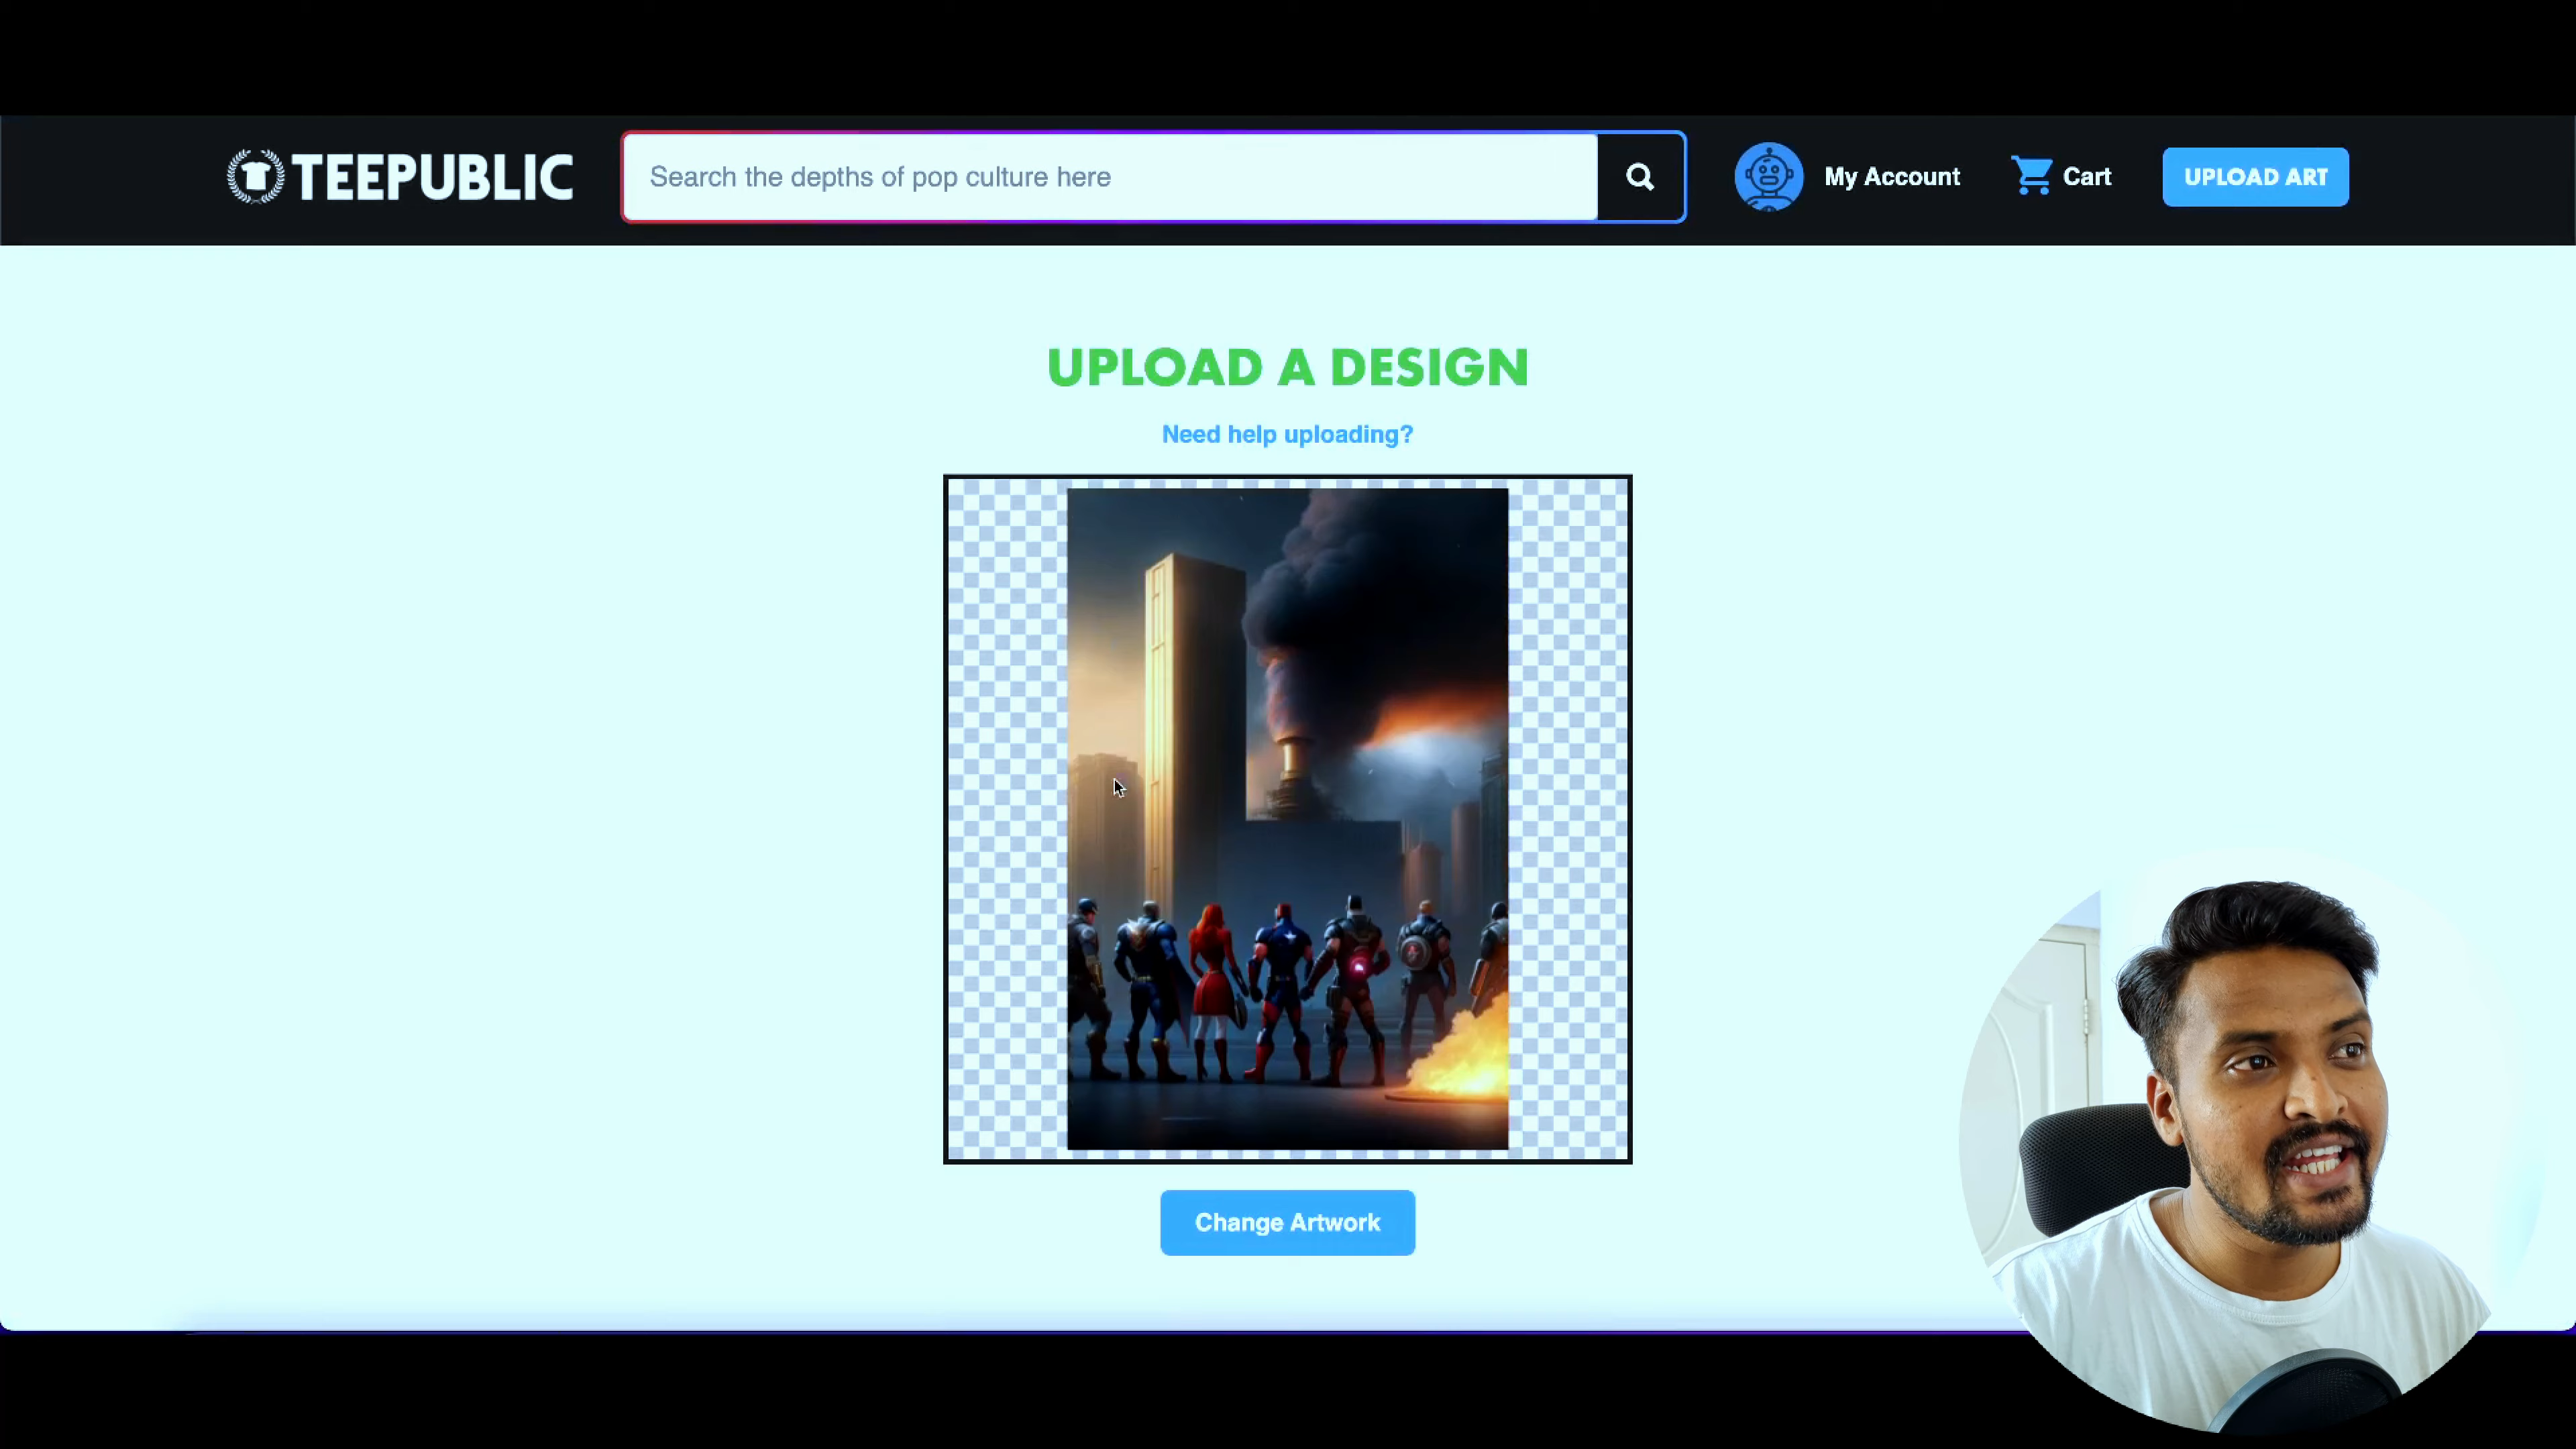 TEEPUBLIC
Search the depths of pop culture here
My Account
Cart
UPLOAD ART
UPLOAD A DESIGN
Need help uploading?
Change Artwork